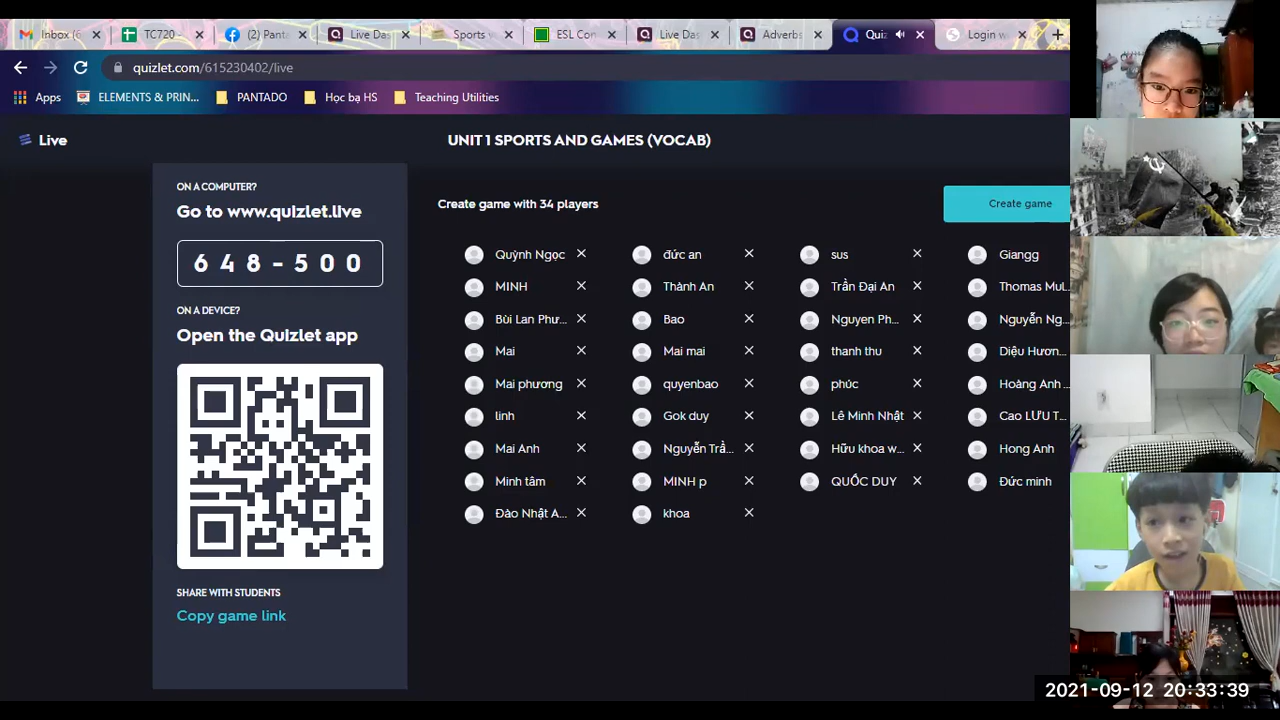 Inbox (6
TC720
(2) Panta
Live Das
Sports v
ESL Con
Live Das
Adverbs
Quiz
Login w
quizlet.com/615230402/live
Apps
ELEMENTS & PRIN...
PANTADO
Học bạ HS
Teaching Utilities
Live
UNIT 1 SPORTS AND GAMES (VOCAB)
ON A COMPUTER?
Go to www.quizlet.live
648-500
ON A DEVICE?
Open the Quizlet app
SHARE WITH STUDENTS
Copy game link
Create game with 34 players
Create game
Quỳnh Ngọc
đức an
sus
Giangg
MINH
Thành An
Trần Đại An
Thomas Mul...
Bùi Lan Phư...
Bao
Nguyen Ph...
Nguyễn Ng...
Mai
Mai mai
thanh thu
Diệu Hươn...
Mai phương
quyenbao
phúc
Hoàng Anh
linh
Gok duy
Lê Minh Nhật
Cao LƯU T...
Mai Anh
Nguyễn Trầ...
Hữu khoa w...
Hong Anh
Minh tâm
MINH p
QUỐC DUY
Đức minh
Đào Nhật A...
khoa
2021-09-12 20:33:39